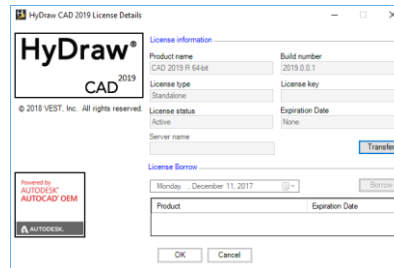 HyDraw CAD 2019 License Details
HyDraw®
CAD 2019
© 2018 VEST, Inc. All rights reserved.
Powered by
AUTODESK®
AUTOCAD® OEM
AUTODESK.
License information
Product name
Build number
CAD 2019 R 64-bit
2019.0.0.1
License type
License key
Standalone
License status
Expiration Date
Active
None
Server name
Transfer
License Borrow
Monday , December 11, 2017
Borrow
Product
Expiration Date
OK
Cancel